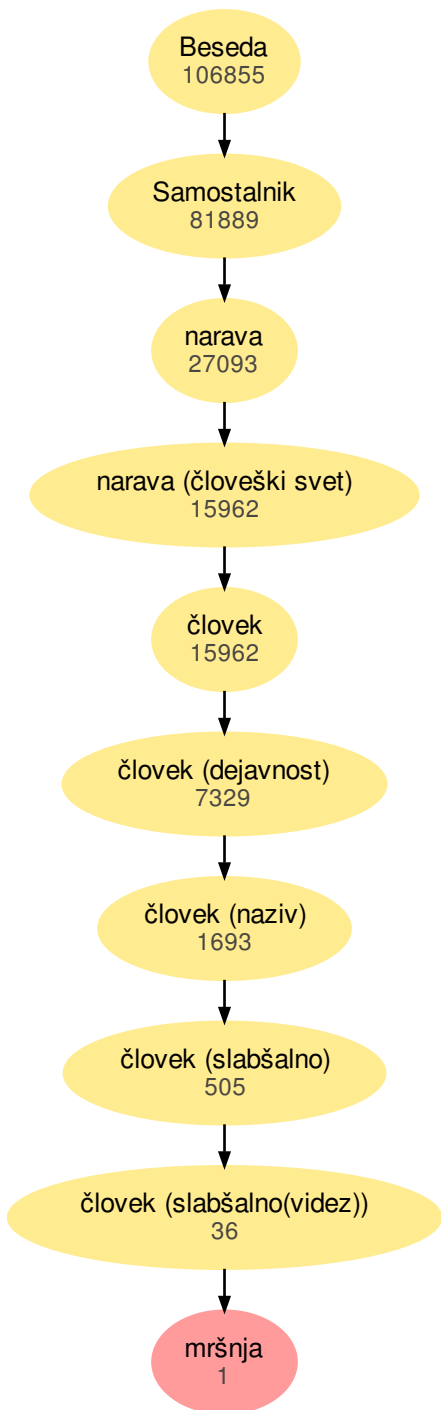 Beseda
106855
Samostalnik
81889
narava
27093
narava (človeški svet)
15962
človek
15962
človek (dejavnost)
7329
človek (naziv)
1693
človek (slabšalno)
505
človek (slabšalno(videz))
36
mršnja
1